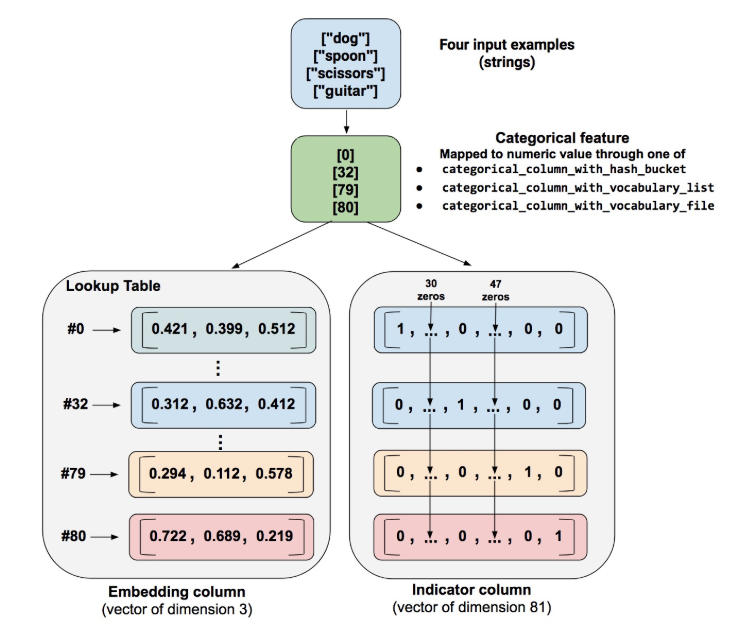 ["dog"]
["spoon"]
["scissors"]
["guitar"]
Four input examples
(strings)
[0]
[32]
[79]
[80]
Categorical feature
Mapped to numeric value through one of
• categorical_column_with_hash_bucket
• categorical_column_with_vocabulary_list
• categorical_column_with_vocabulary_file
Lookup Table
#0
0.421, 0.399, 0.512
⋮
#32
0.312, 0.632, 0.412
⋮
#79
0.294, 0.112, 0.578
#80
0.722, 0.689, 0.219
Embedding column
(vector of dimension 3)
30
zeros
47
zeros
1, ..., 0, ..., 0, 0
0, ..., 1, ..., 0, 0
0, ..., 0, ..., 1, 0
0, ..., 0, ..., 0, 1
Indicator column
(vector of dimension 81)